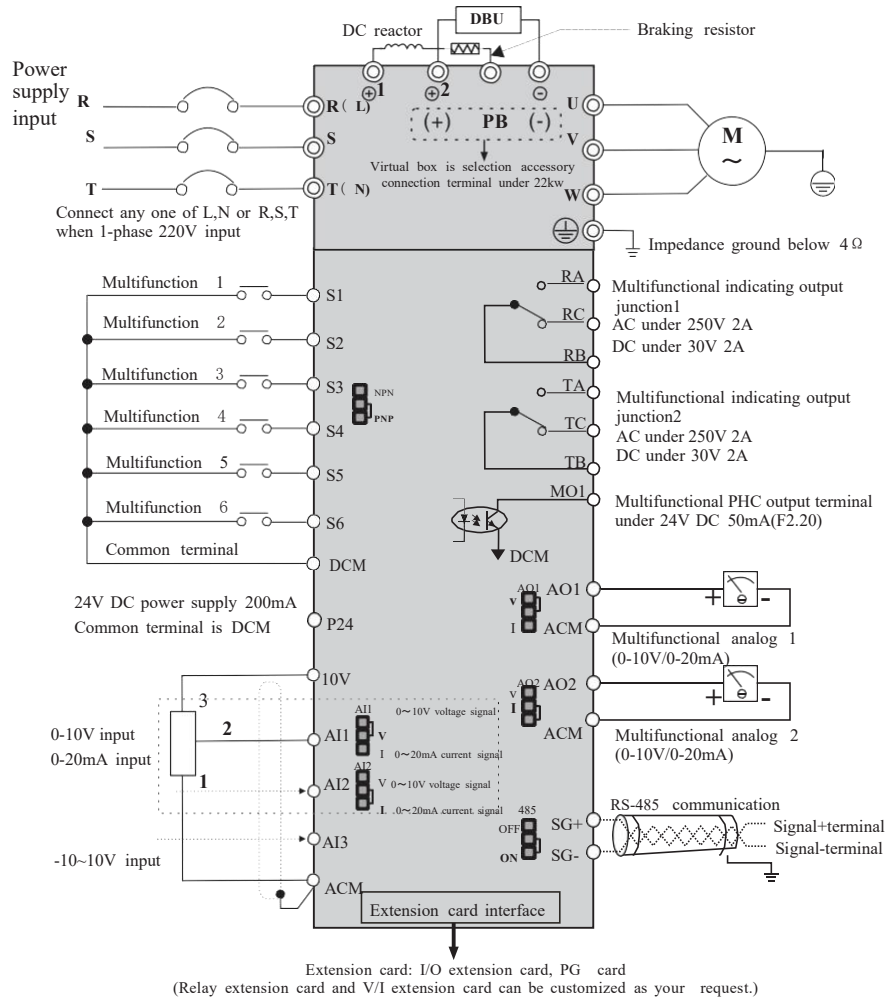 DBU
DC reactor
Braking resistor
Power
supply
input
R
S
T
⊕1
⊕2
⊖
R( L)
S
T( N)
(+) PB (-)
Virtual box is selection accessory
connection terminal under 22kw
U
V
W
M
~
Connect any one of L,N or R,S,T
when 1-phase 220V input
Impedance ground below 4Ω
Multifunction 1
S1
Multifunction 2
S2
Multifunction 3
S3
Multifunction 4
S4
Multifunction 5
S5
Multifunction 6
S6
Common terminal
DCM
NPN
PNP
RA
RC
RB
Multifunctional indicating output
junction1
AC under 250V 2A
DC under 30V 2A
TA
TC
TB
Multifunctional indicating output
junction2
AC under 250V 2A
DC under 30V 2A
MO1
DCM
Multifunctional PHC output terminal
under 24V DC 50mA(F2.20)
24V DC power supply 200mA
Common terminal is DCM
P24
AO1
V
I
AO1
ACM
+ -
Multifunctional analog 1
(0-10V/0-20mA)
AO2
V
I
AO2
ACM
+ -
Multifunctional analog 2
(0-10V/0-20mA)
10V
3
2
1
0-10V input
0-20mA input
AI1
AI1
V
I
0~10V voltage signal
0~20mA current signal
AI2
AI2
V
I
0~10V voltage signal
0~20mA current signal
-10~10V input
AI3
ACM
485
OFF
ON
SG+
SG-
RS-485 communication
Signal+terminal
Signal-terminal
Extension card interface
Extension card: I/O extension card, PG card
(Relay extension card and V/I extension card can be customized as your request.)